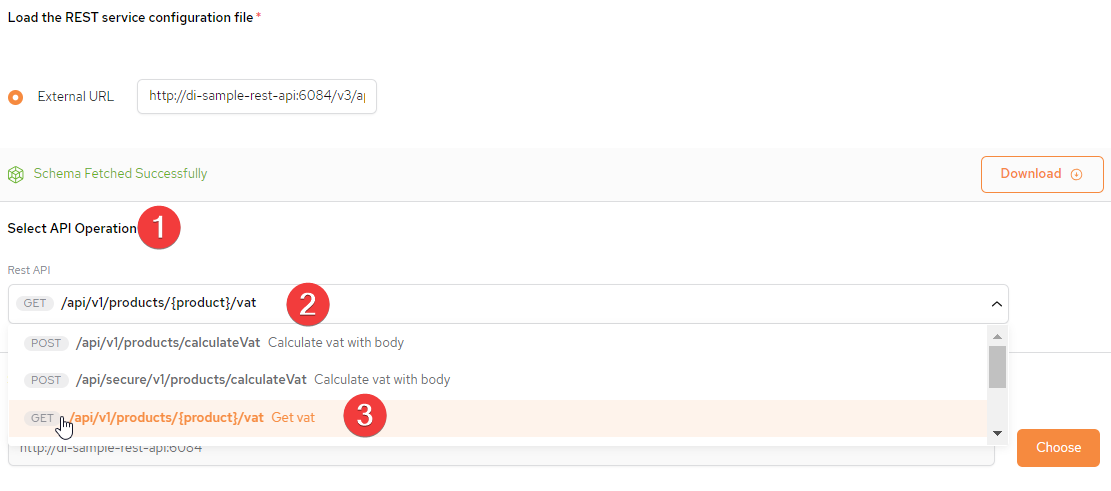 Load the REST service configuration file*
External URL http://di-sample-rest-api:6084/v3/a
Schema Fetched Successfully Download
Select API Operation 1
Rest API
GET /api/v1/products/{product}/vat 2
POST /api/v1/products/calculateVat Calculate vat with body
POST /api/secure/v1/products/calculateVat Calculate vat with body
GET /api/v1/products/{product}/vat Get vat 3
http://di-sample-rest-api:6084
Choose